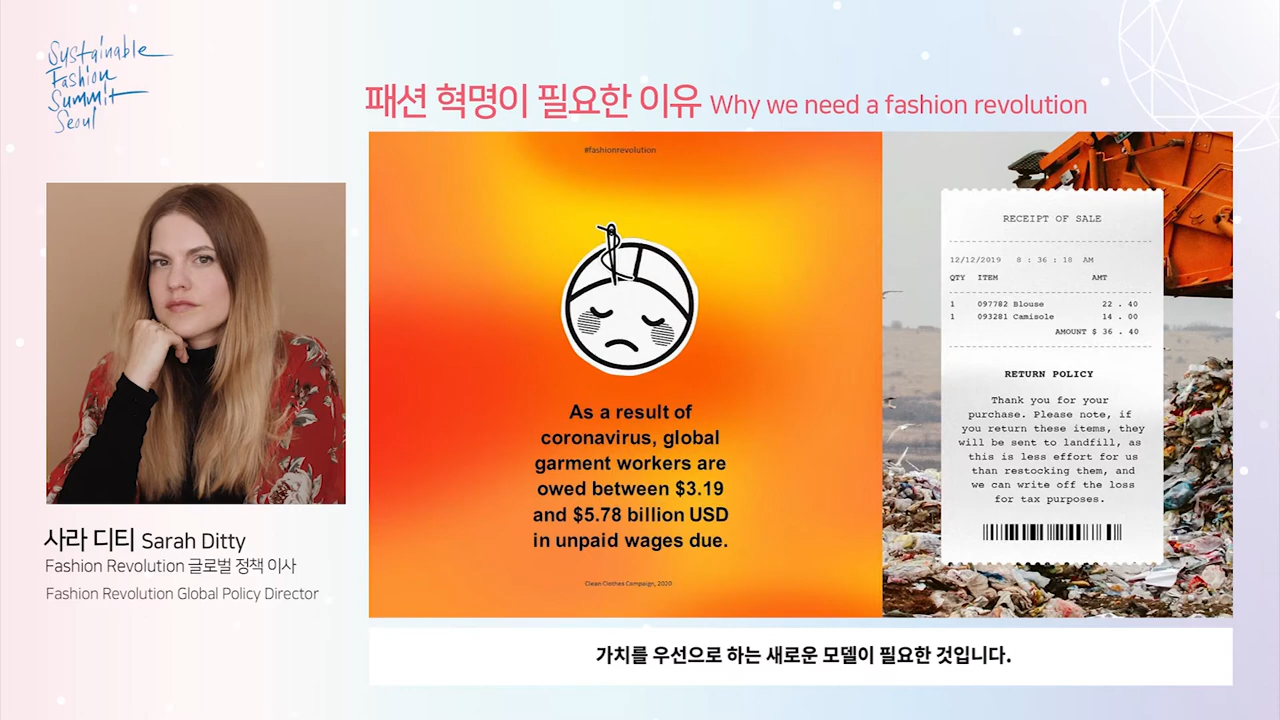 Sustainable
Fashion
Summit
Seoul
패션 혁명이 필요한 이유 Why we need a fashion revolution
사라 디티 Sarah Ditty
Fashion Revolution 글로벌 정책 이사
Fashion Revolution Global Policy Director
#fashionrevolution
As a result of
coronavirus, global
garment workers are
owed between $3.19
and $5.78 billion USD
in unpaid wages due.
Clean Clothes Campaign, 2020
RECEIPT OF SALE
12/12/2019 8 : 36 : 18 AM
QTY ITEM AMT
1 097782 Blouse 22 . 40
1 093281 Camisole 14 . 00
AMOUNT $ 36 . 40
RETURN POLICY
Thank you for your
purchase. Please note, if
you return these items, they
will be sent to landfill, as
this is less effort for us
than restocking them, and
we can write off the loss
for tax purposes.
가치를 우선으로 하는 새로운 모델이 필요한 것입니다.